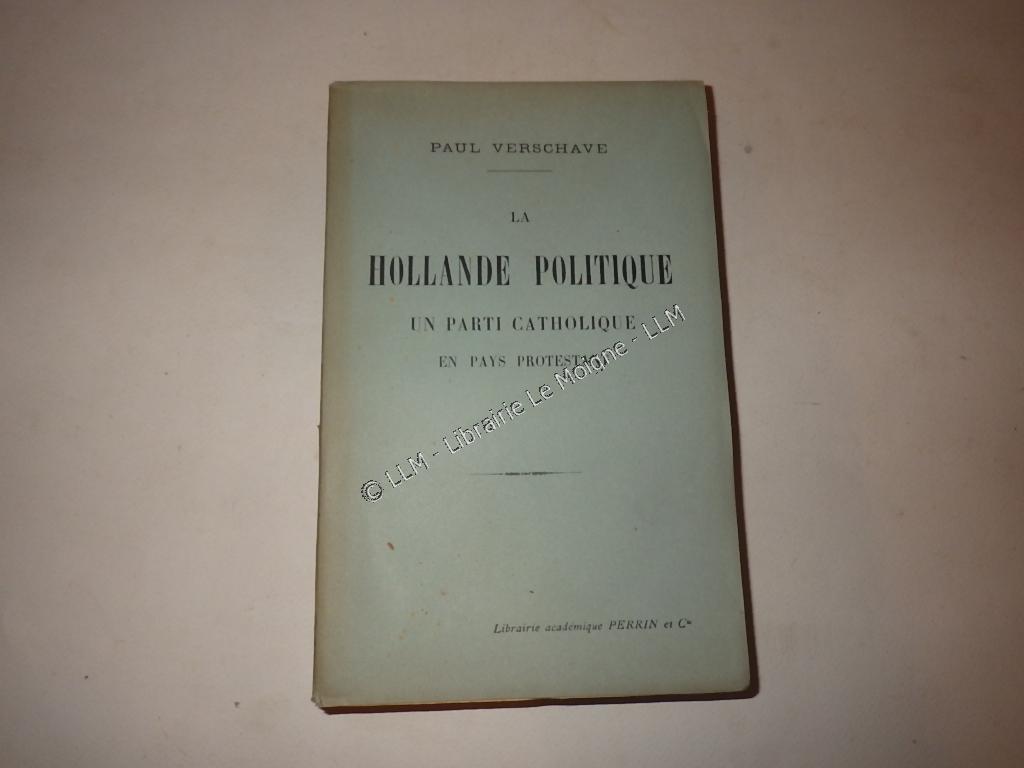 PAUL VERSCHAVE
LA
HOLLANDE POLITIQUE
UN PARTI CATHOLIQUE
EN PAYS PROTESTANT
Librairie académique PERRIN et Cie
© LLM - Librairie Le Moigne - LLM